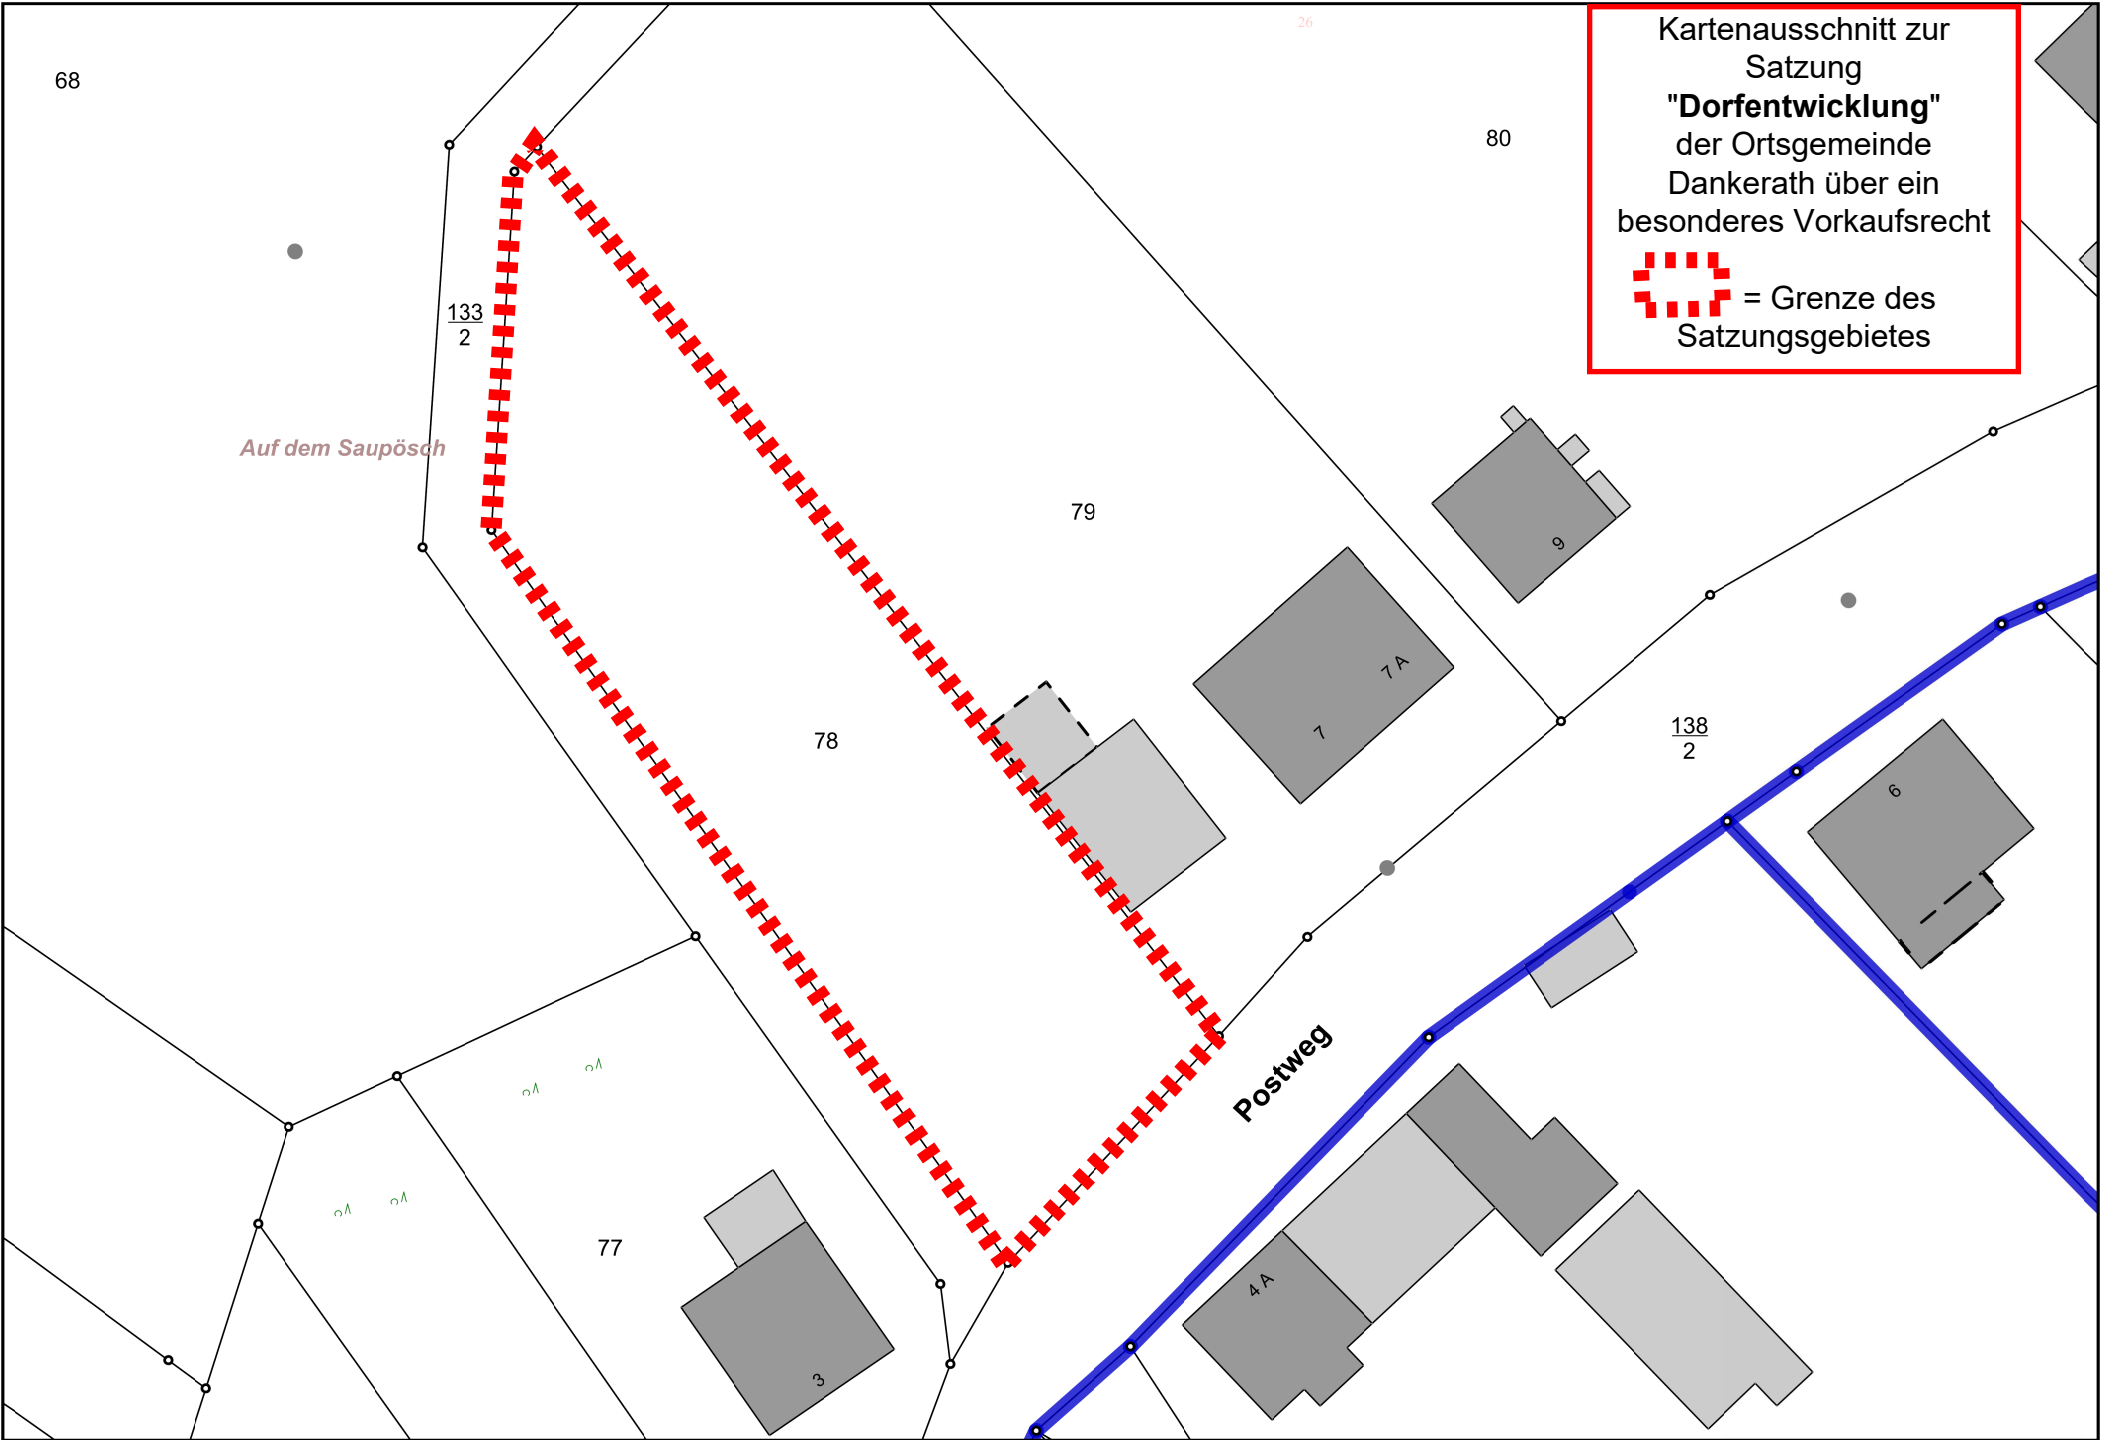 Kartenausschnitt zur
Satzung
"Dorfentwicklung"
der Ortsgemeinde
Dankerath über ein
besonderes Vorkaufsrecht
= Grenze des
Satzungsgebietes
26
68
80
133
2
Auf dem Saupösch
79
9
7 A
7
78
138
2
6
Postweg
77
4 A
3